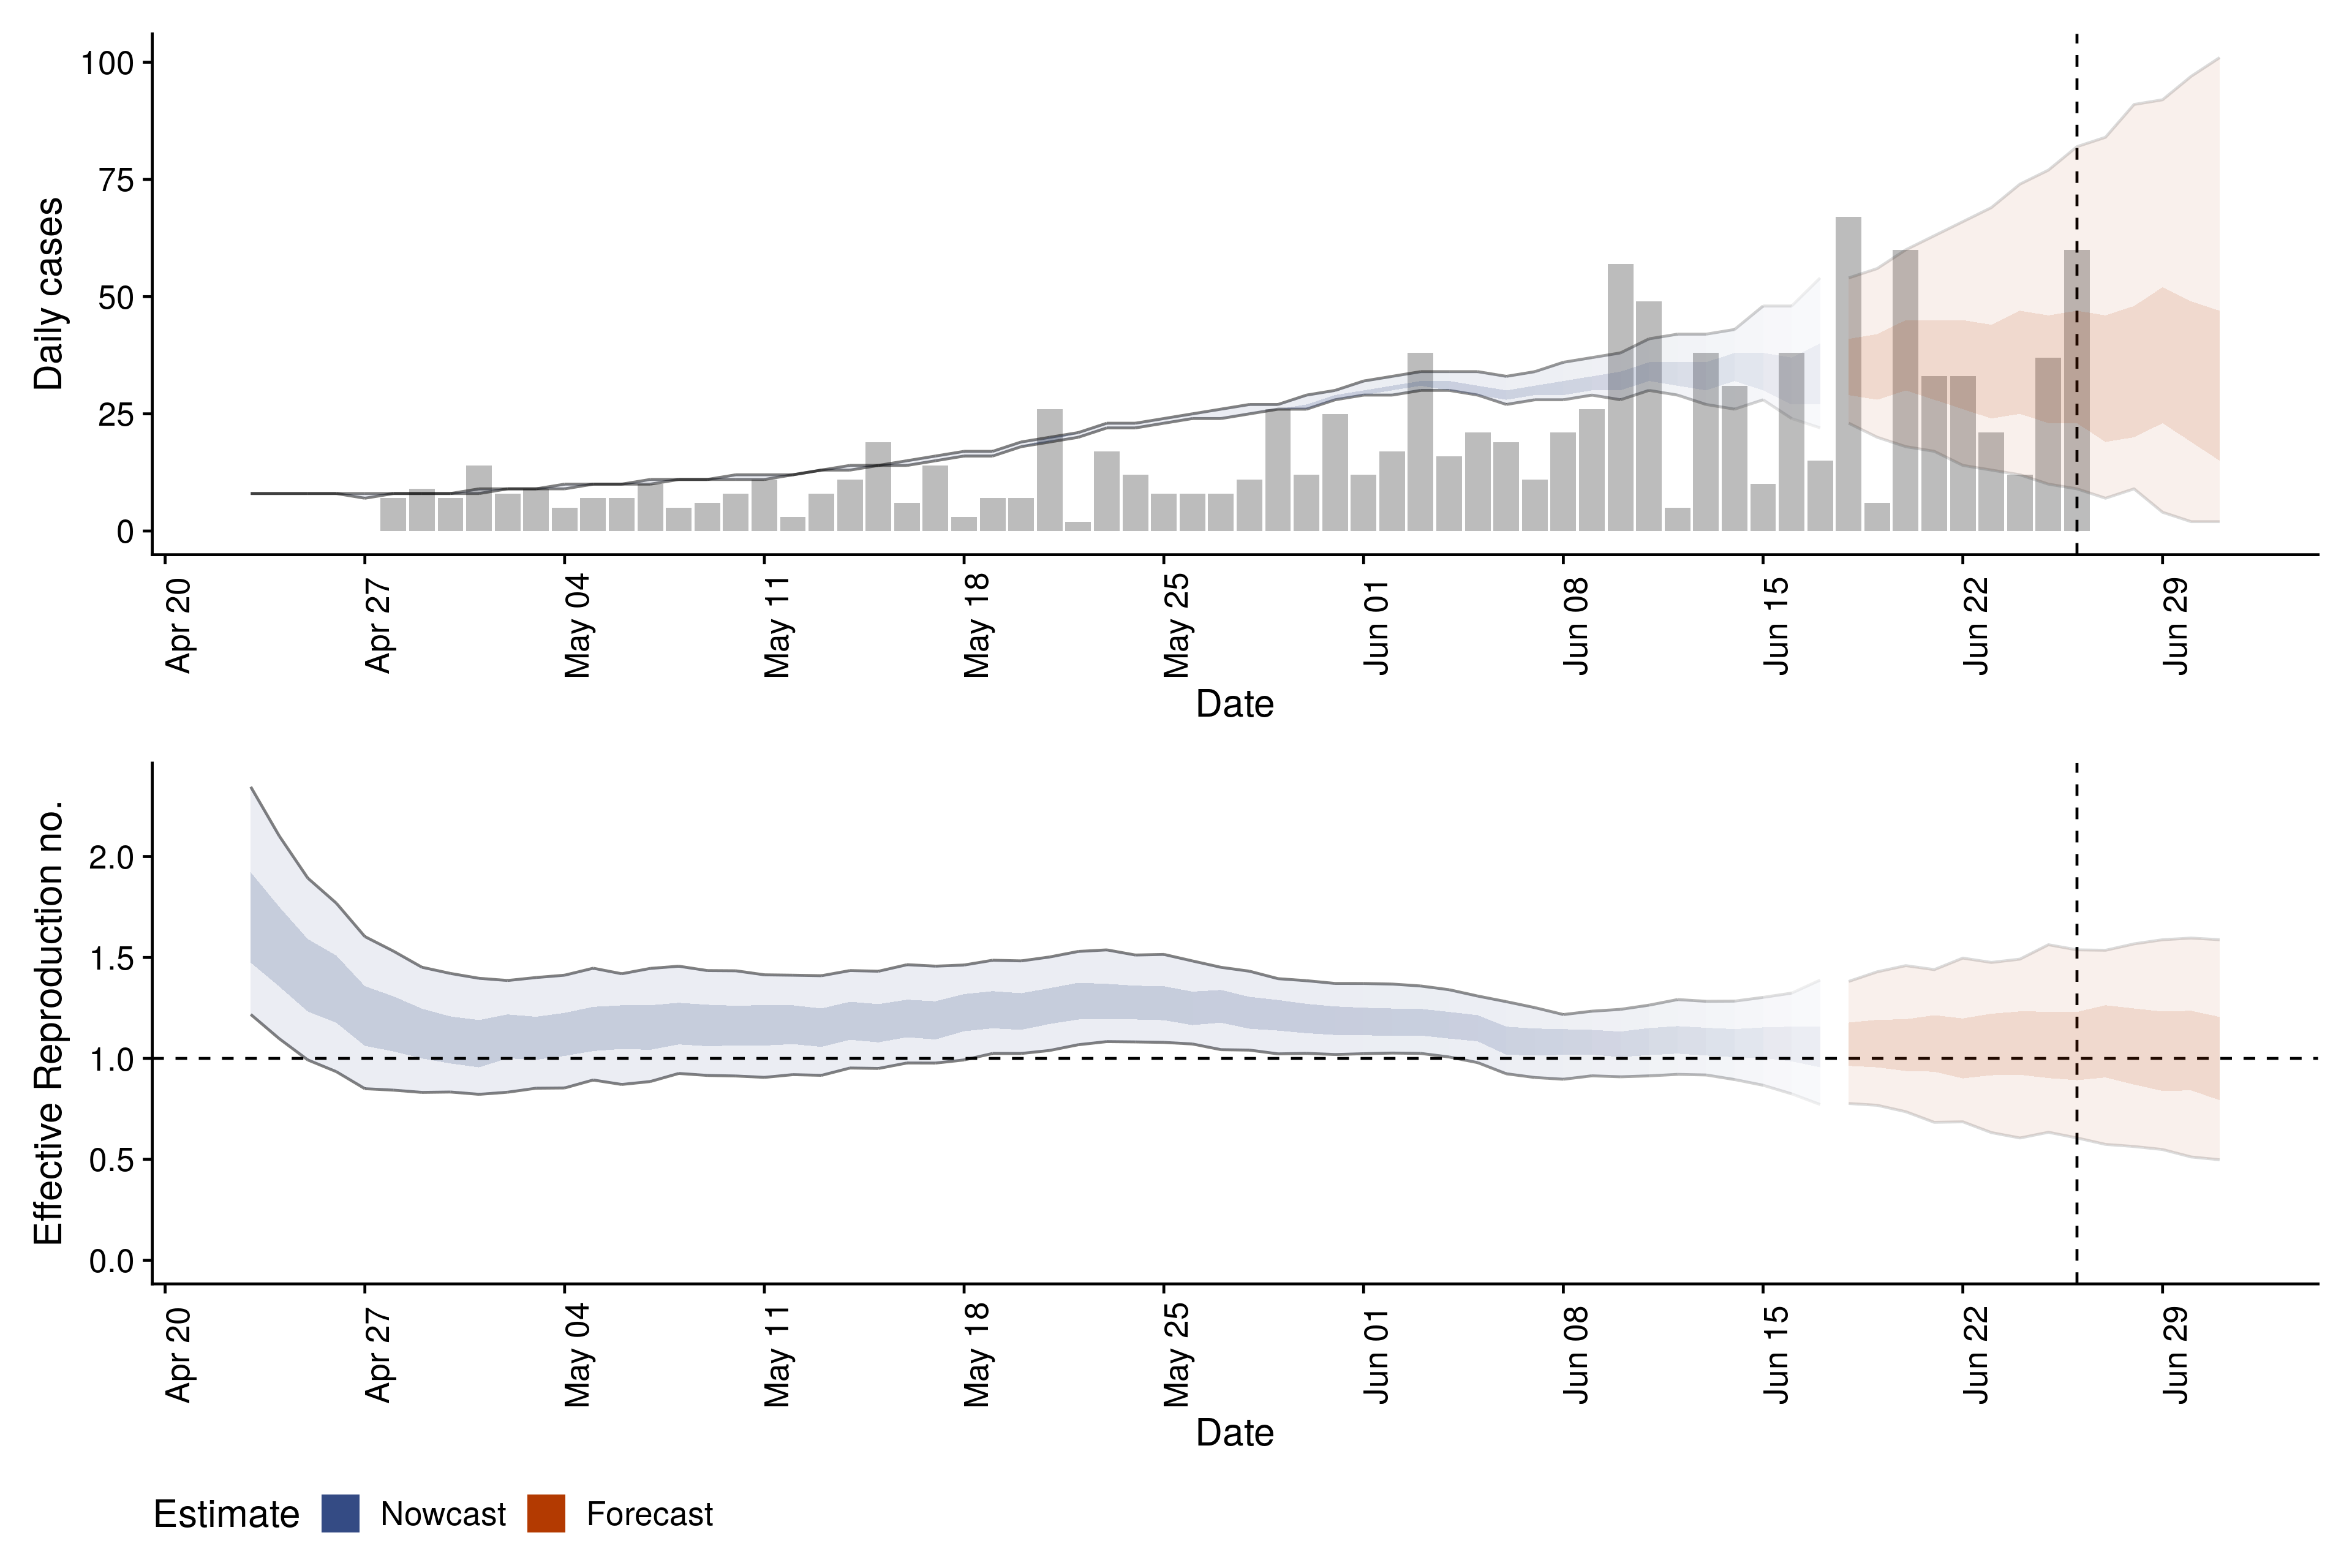 100
75
50
25
0
Daily cases
Apr 20
Apr 27
May 04
May 11
May 18
May 25
Jun 01
Jun 08
Jun 15
Jun 22
Jun 29
Date
2.0
1.5
1.0
0.5
0.0
Effective Reproduction no.
Apr 20
Apr 27
May 04
May 11
May 18
May 25
Jun 01
Jun 08
Jun 15
Jun 22
Jun 29
Date
Estimate Nowcast Forecast